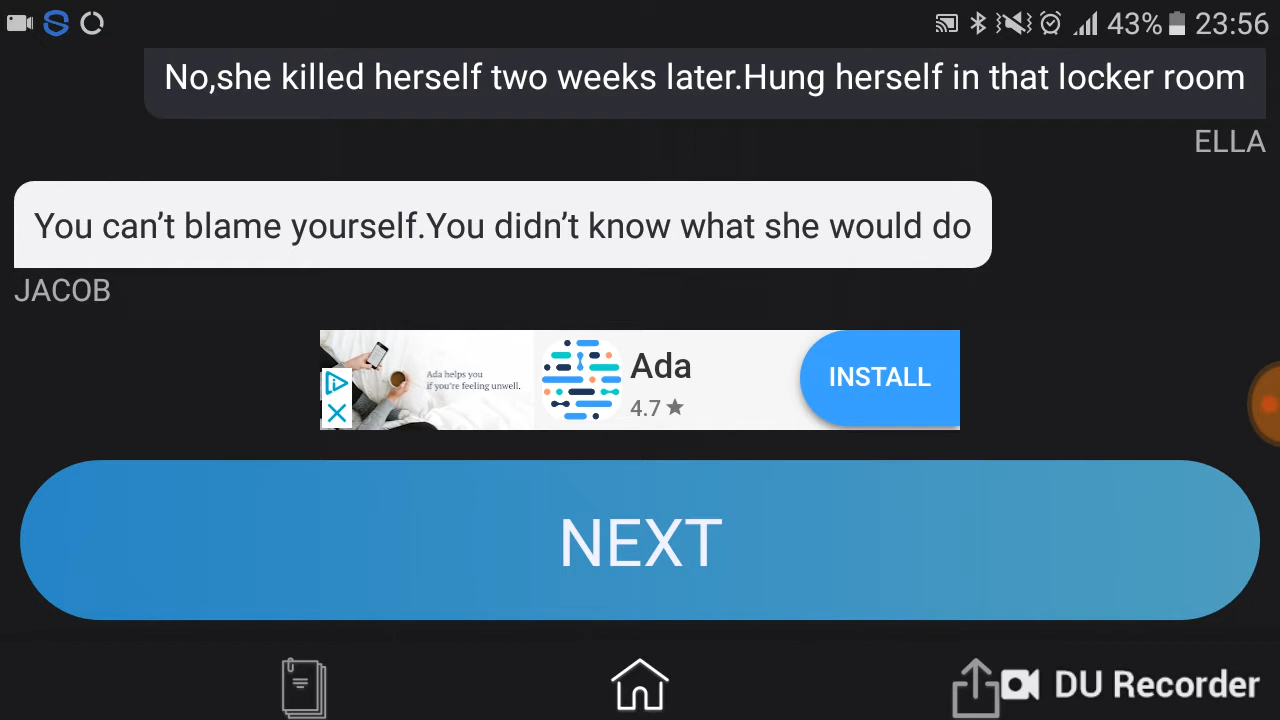 43% 23:56
No,she killed herself two weeks later.Hung herself in that locker room
ELLA
You can't blame yourself.You didn't know what she would do
JACOB
Ada helps you
if you're feeling unwell.
Ada
4.7★
INSTALL
NEXT
DU Recorder